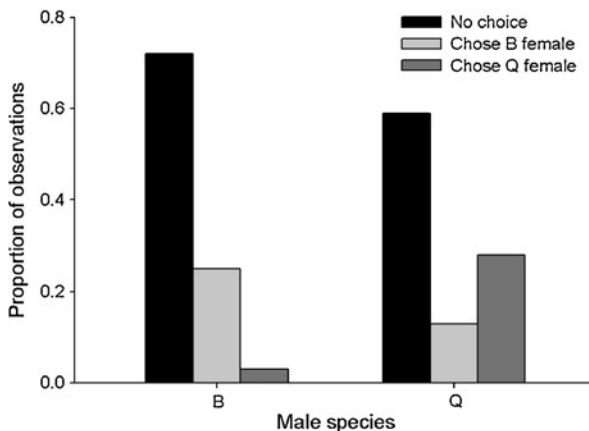 0.8
No choice
Chose B female
Chose Q female
0.6
0.4
0.2
0.0
Proportion of observations
B
Q
Male species